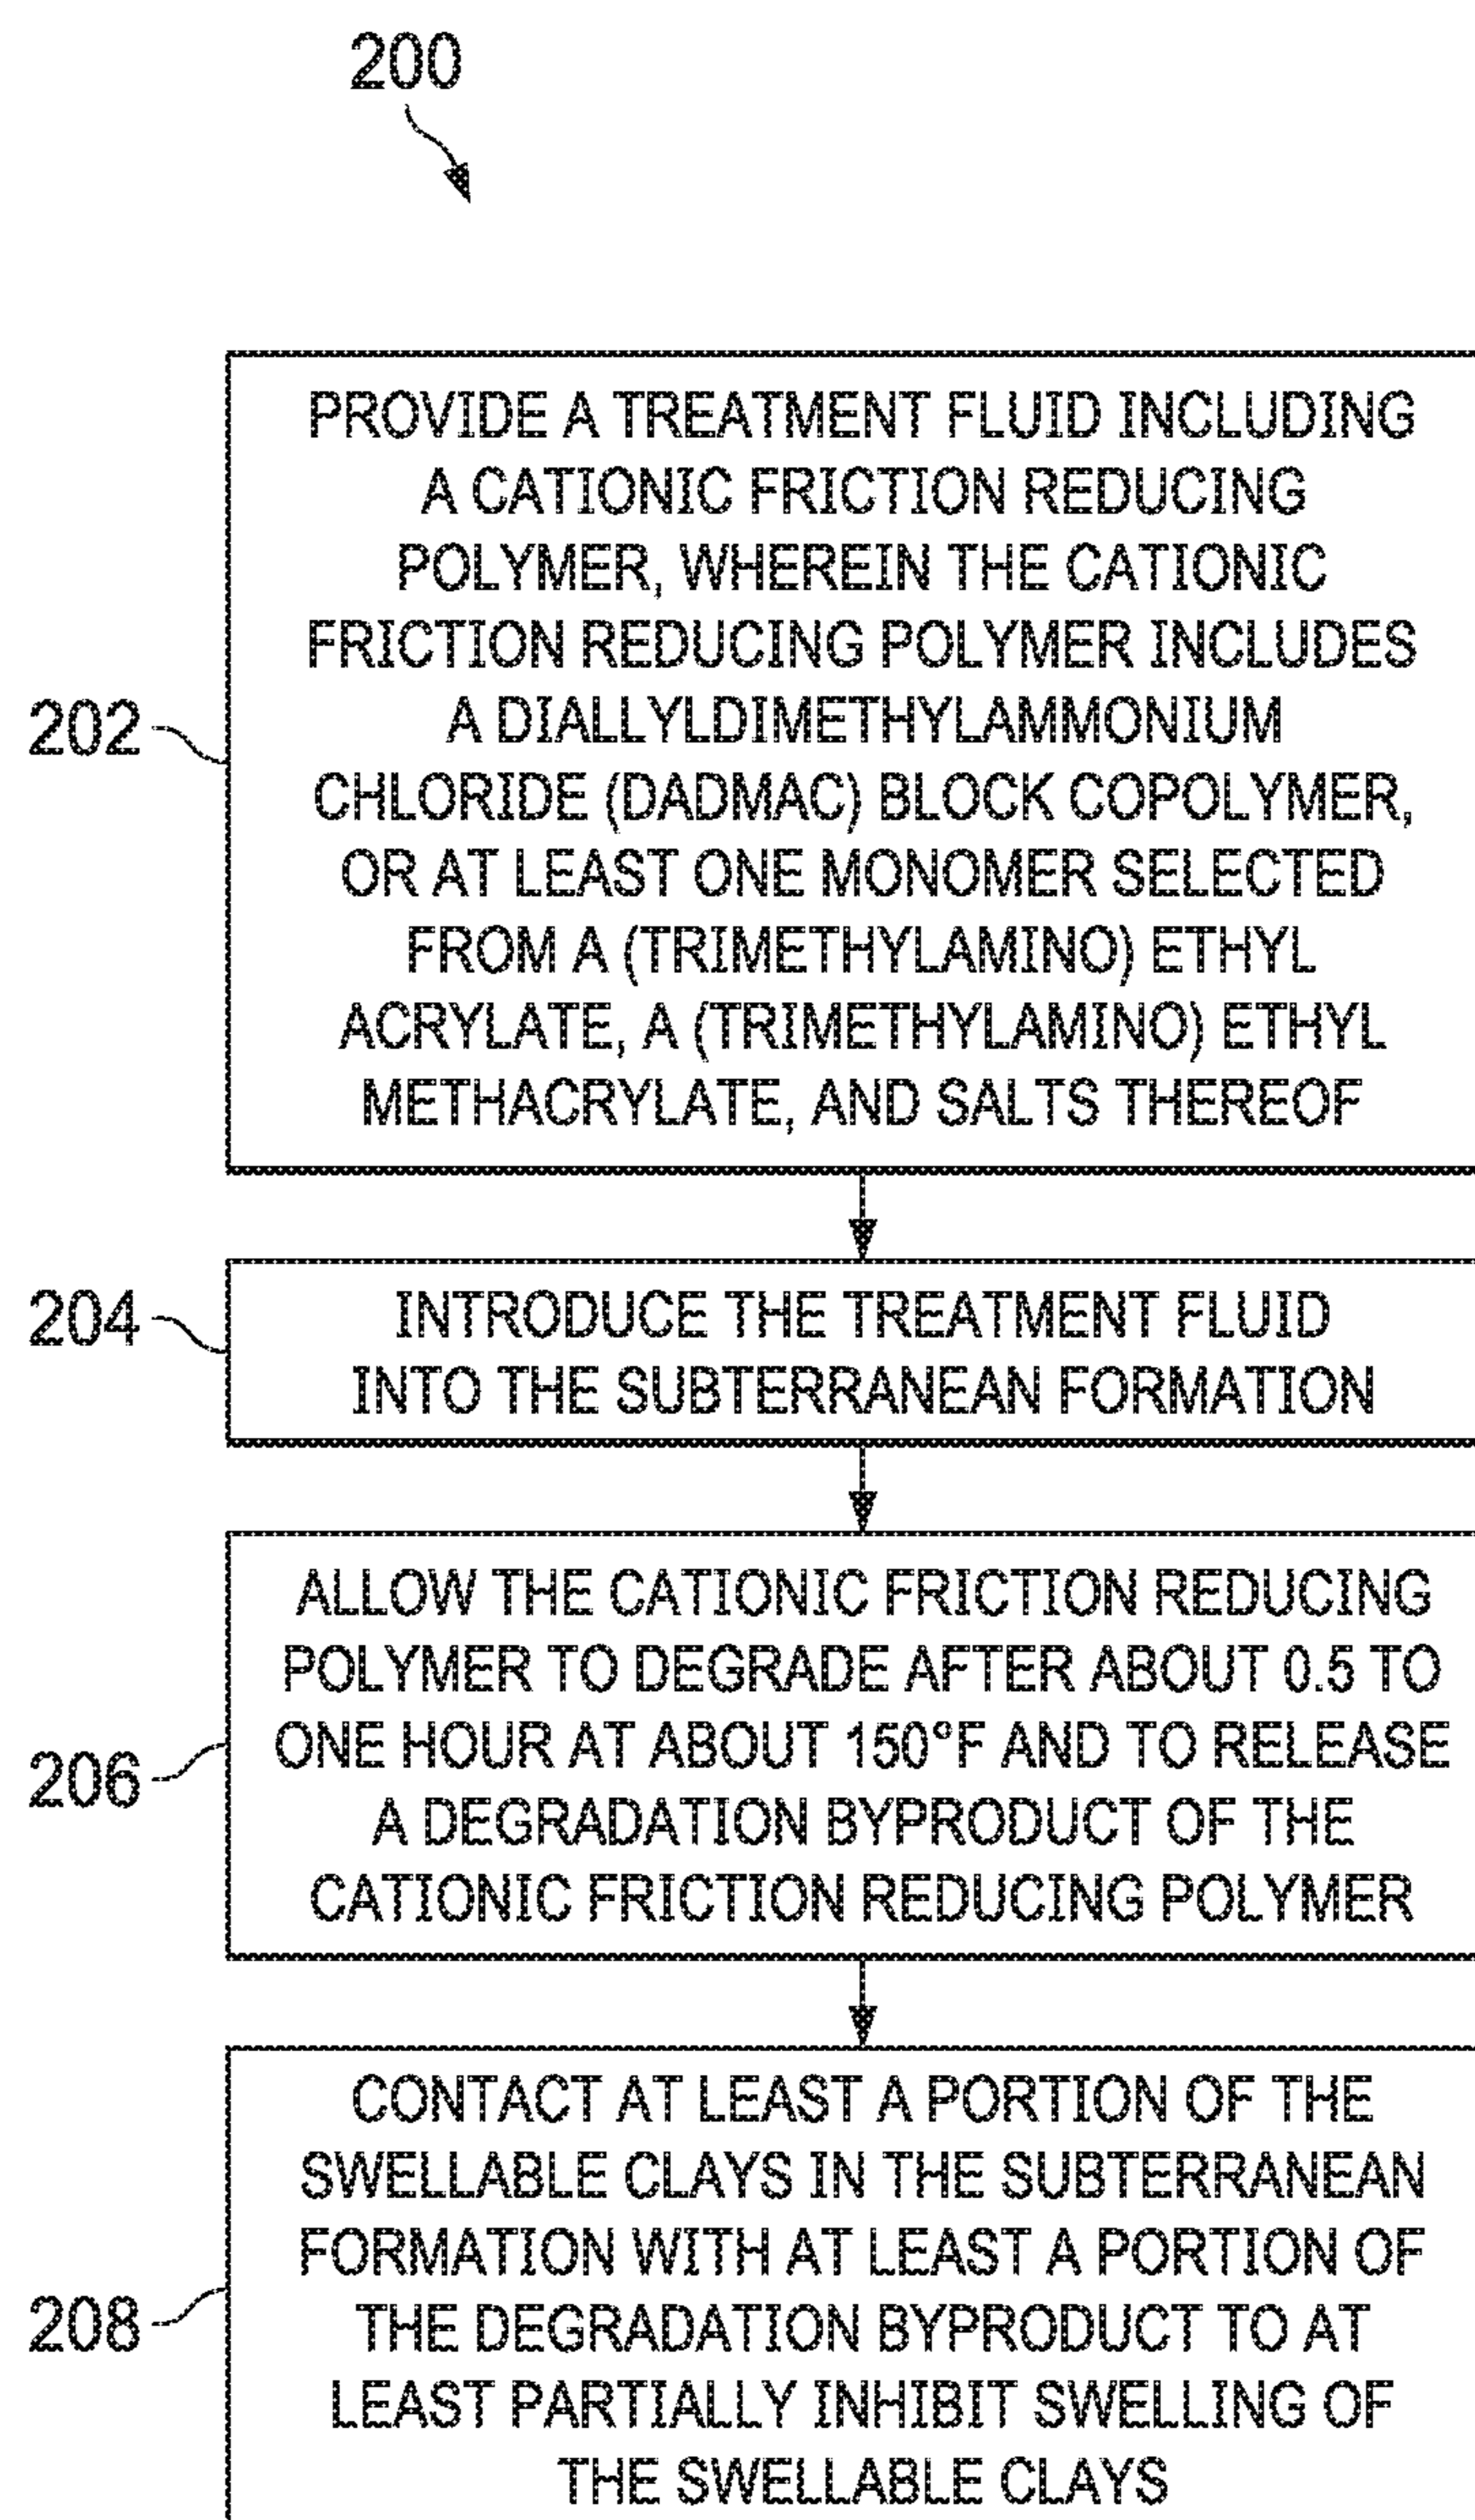 200
PROVIDE A TREATMENT FLUID INCLUDING
A CATIONIC FRICTION REDUCING
POLYMER, WHEREIN THE CATIONIC
FRICTION REDUCING POLYMER INCLUDES
A DIALLYLDIMETHYLAMMONIUM
202
CHLORIDE (DADMAC) BLOCK COPOLYMER,
OR AT LEAST ONE MONOMER SELECTED
FROM A (TRIMETHYLAMINO) ETHYL
ACRYLATE, A (TRIMETHYLAMINO) ETHYL
METHACRYLATE, AND SALTS THEREOF
204
INTRODUCE THE TREATMENT FLUID
INTO THE SUBTERRANEAN FORMATION
ALLOW THE CATIONIC FRICTION REDUCING
POLYMER TO DEGRADE AFTER ABOUT 0.5 TO
ONE HOUR AT ABOUT 150°F AND TO RELEASE
206
A DEGRADATION BYPRODUCT OF THE
CATIONIC FRICTION REDUCING POLYMER
CONTACT AT LEAST A PORTION OF THE
SWELLABLE CLAYS IN THE SUBTERRANEAN
FORMATION WITH AT LEAST A PORTION OF
208
THE DEGRADATION BYPRODUCT TO AT
LEAST PARTIALLY INHIBIT SWELLING OF
THE SWELLABLE CLAYS